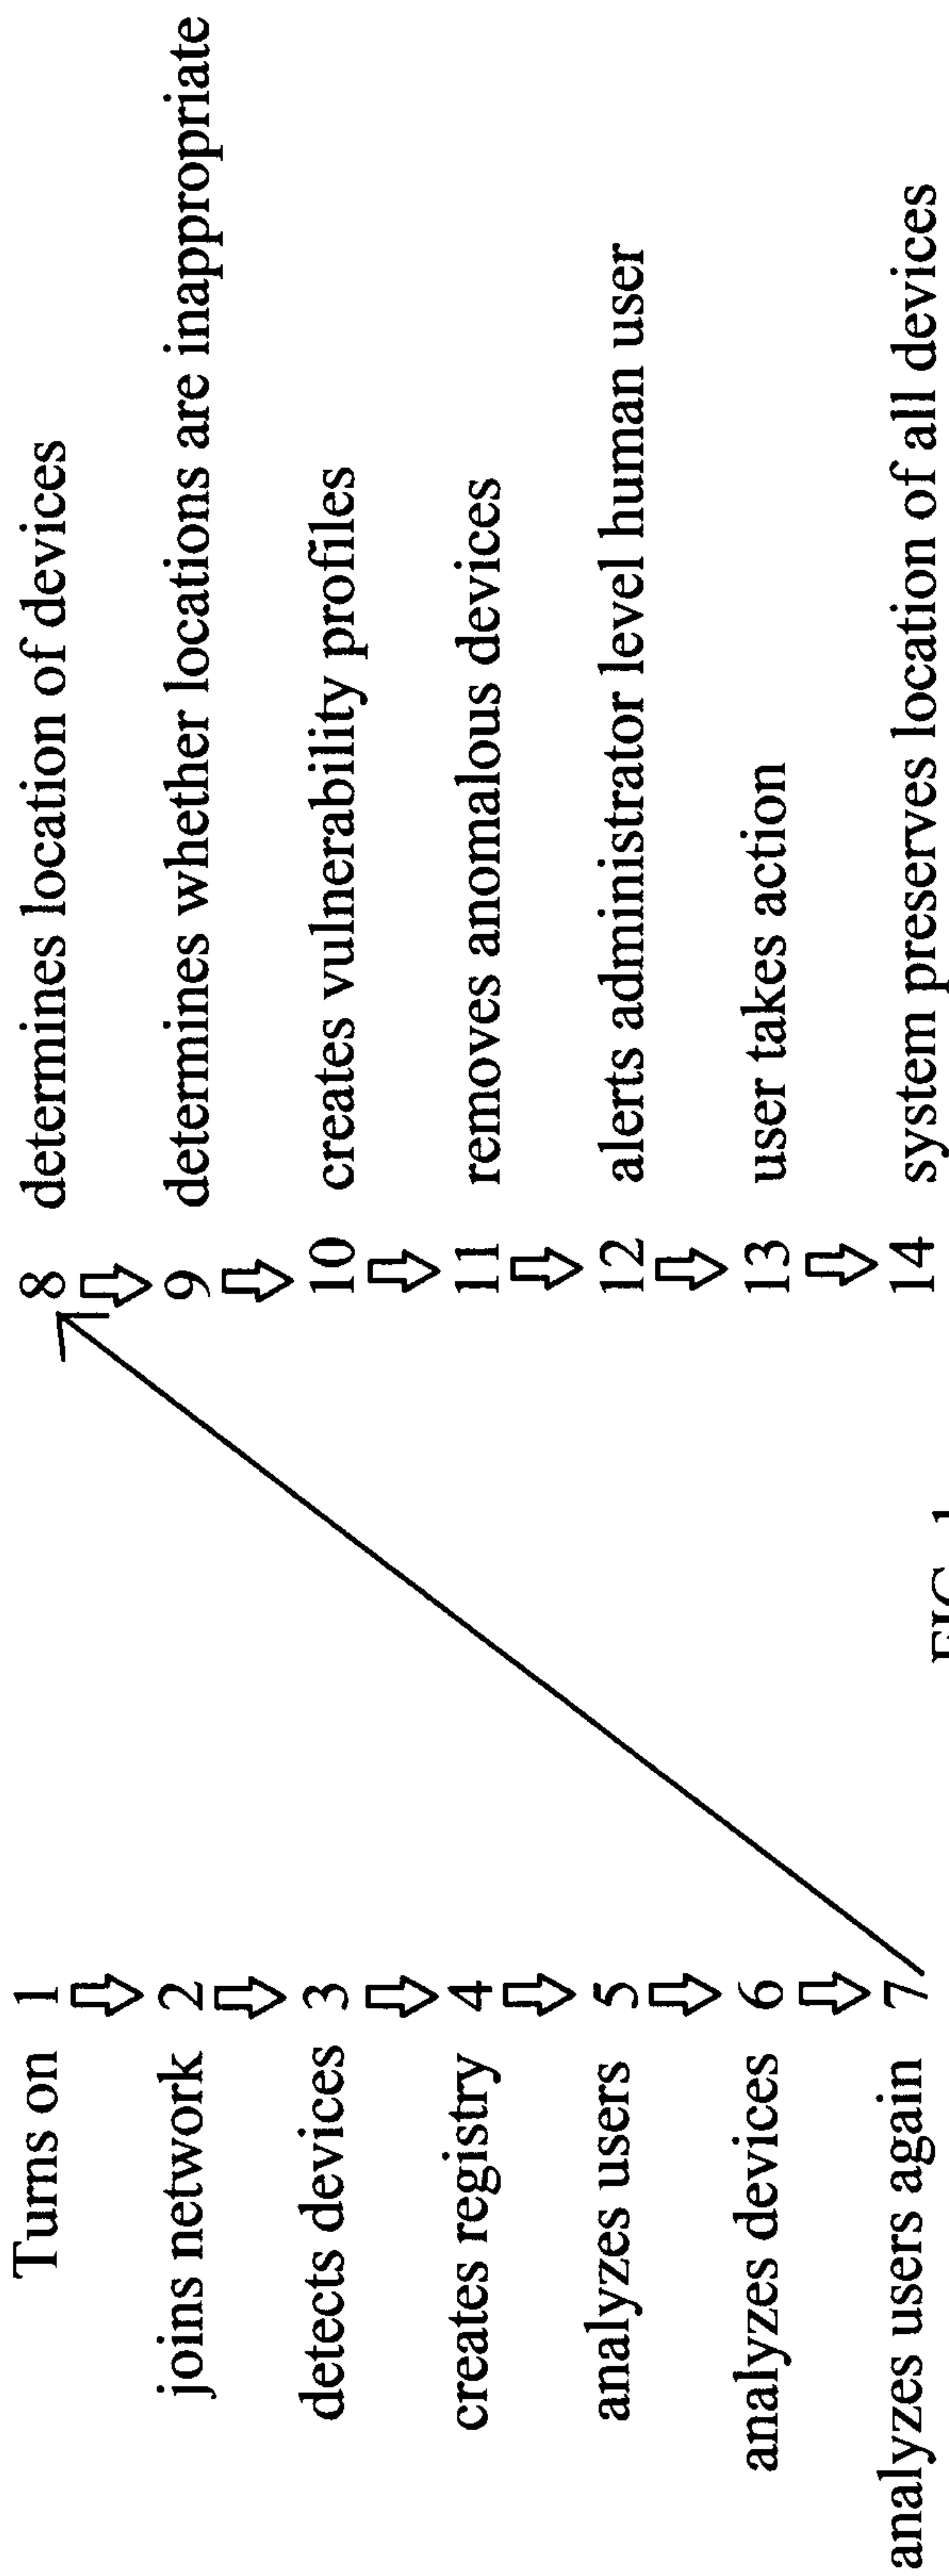 Turns on 1
joins network 2
detects devices 3
creates registry 4
analyzes users 5
analyzes devices 6
analyzes users again 7
8 determines location of devices
9 determines whether locations are inappropriate
10 creates vulnerability profiles
11 removes anomalous devices
12 alerts administrator level human user
13 user takes action
14 system preserves location of all devices
FIG. 1